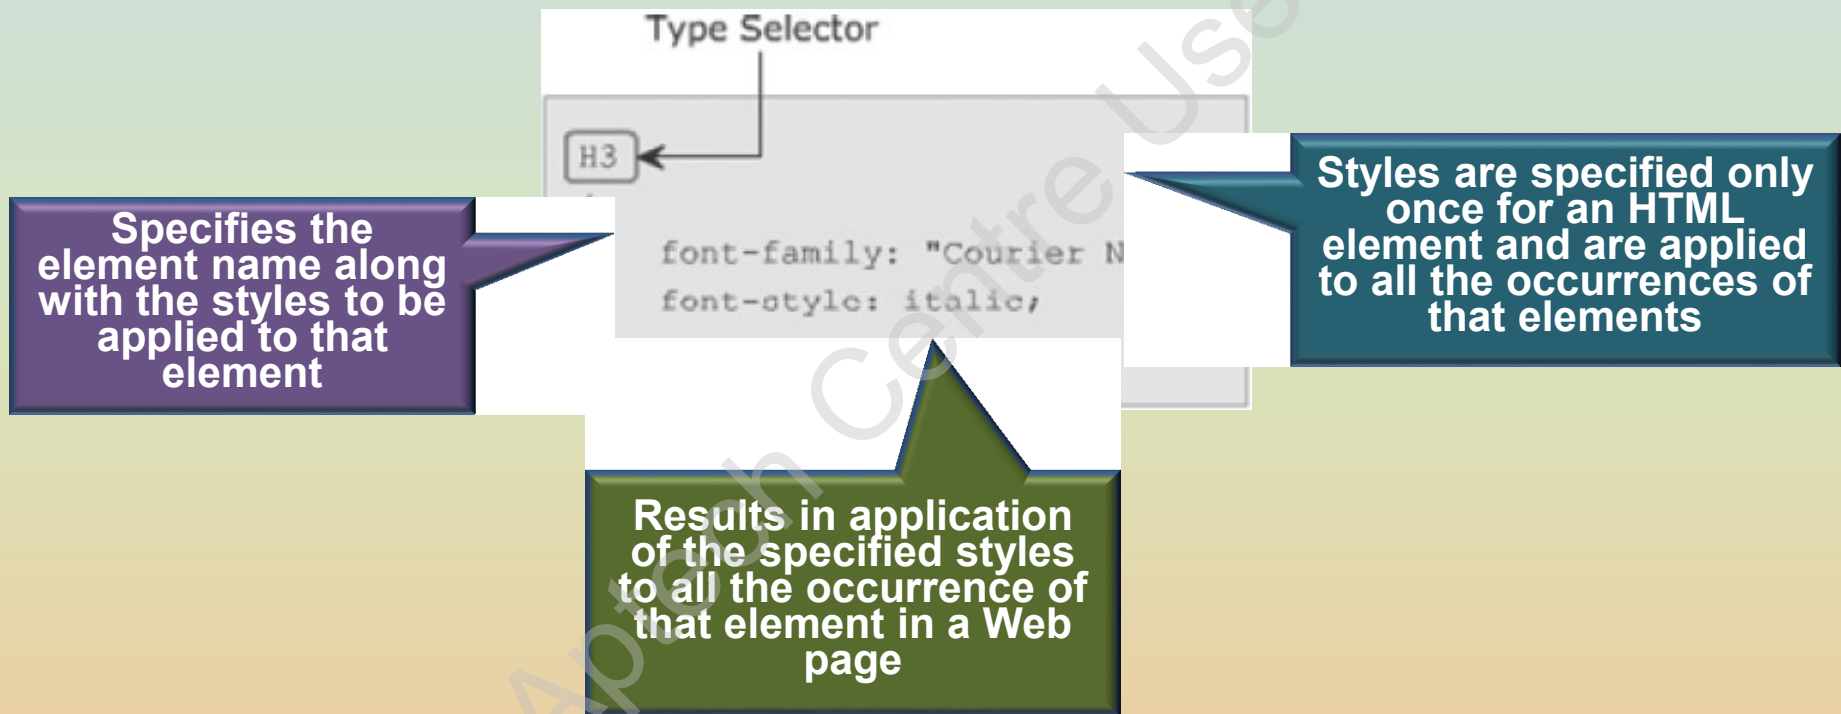 Type Selector
H3
Specifies the
element name along
with the styles to be
applied to that
element
font-family: "Courier N
font-style: italic;
Styles are specified only
once for an HTML
element and are applied
to all the occurrences of
that elements
Results in application
of the specified styles
to all the occurrence of
that element in a Web
page
Aptech Centre Use